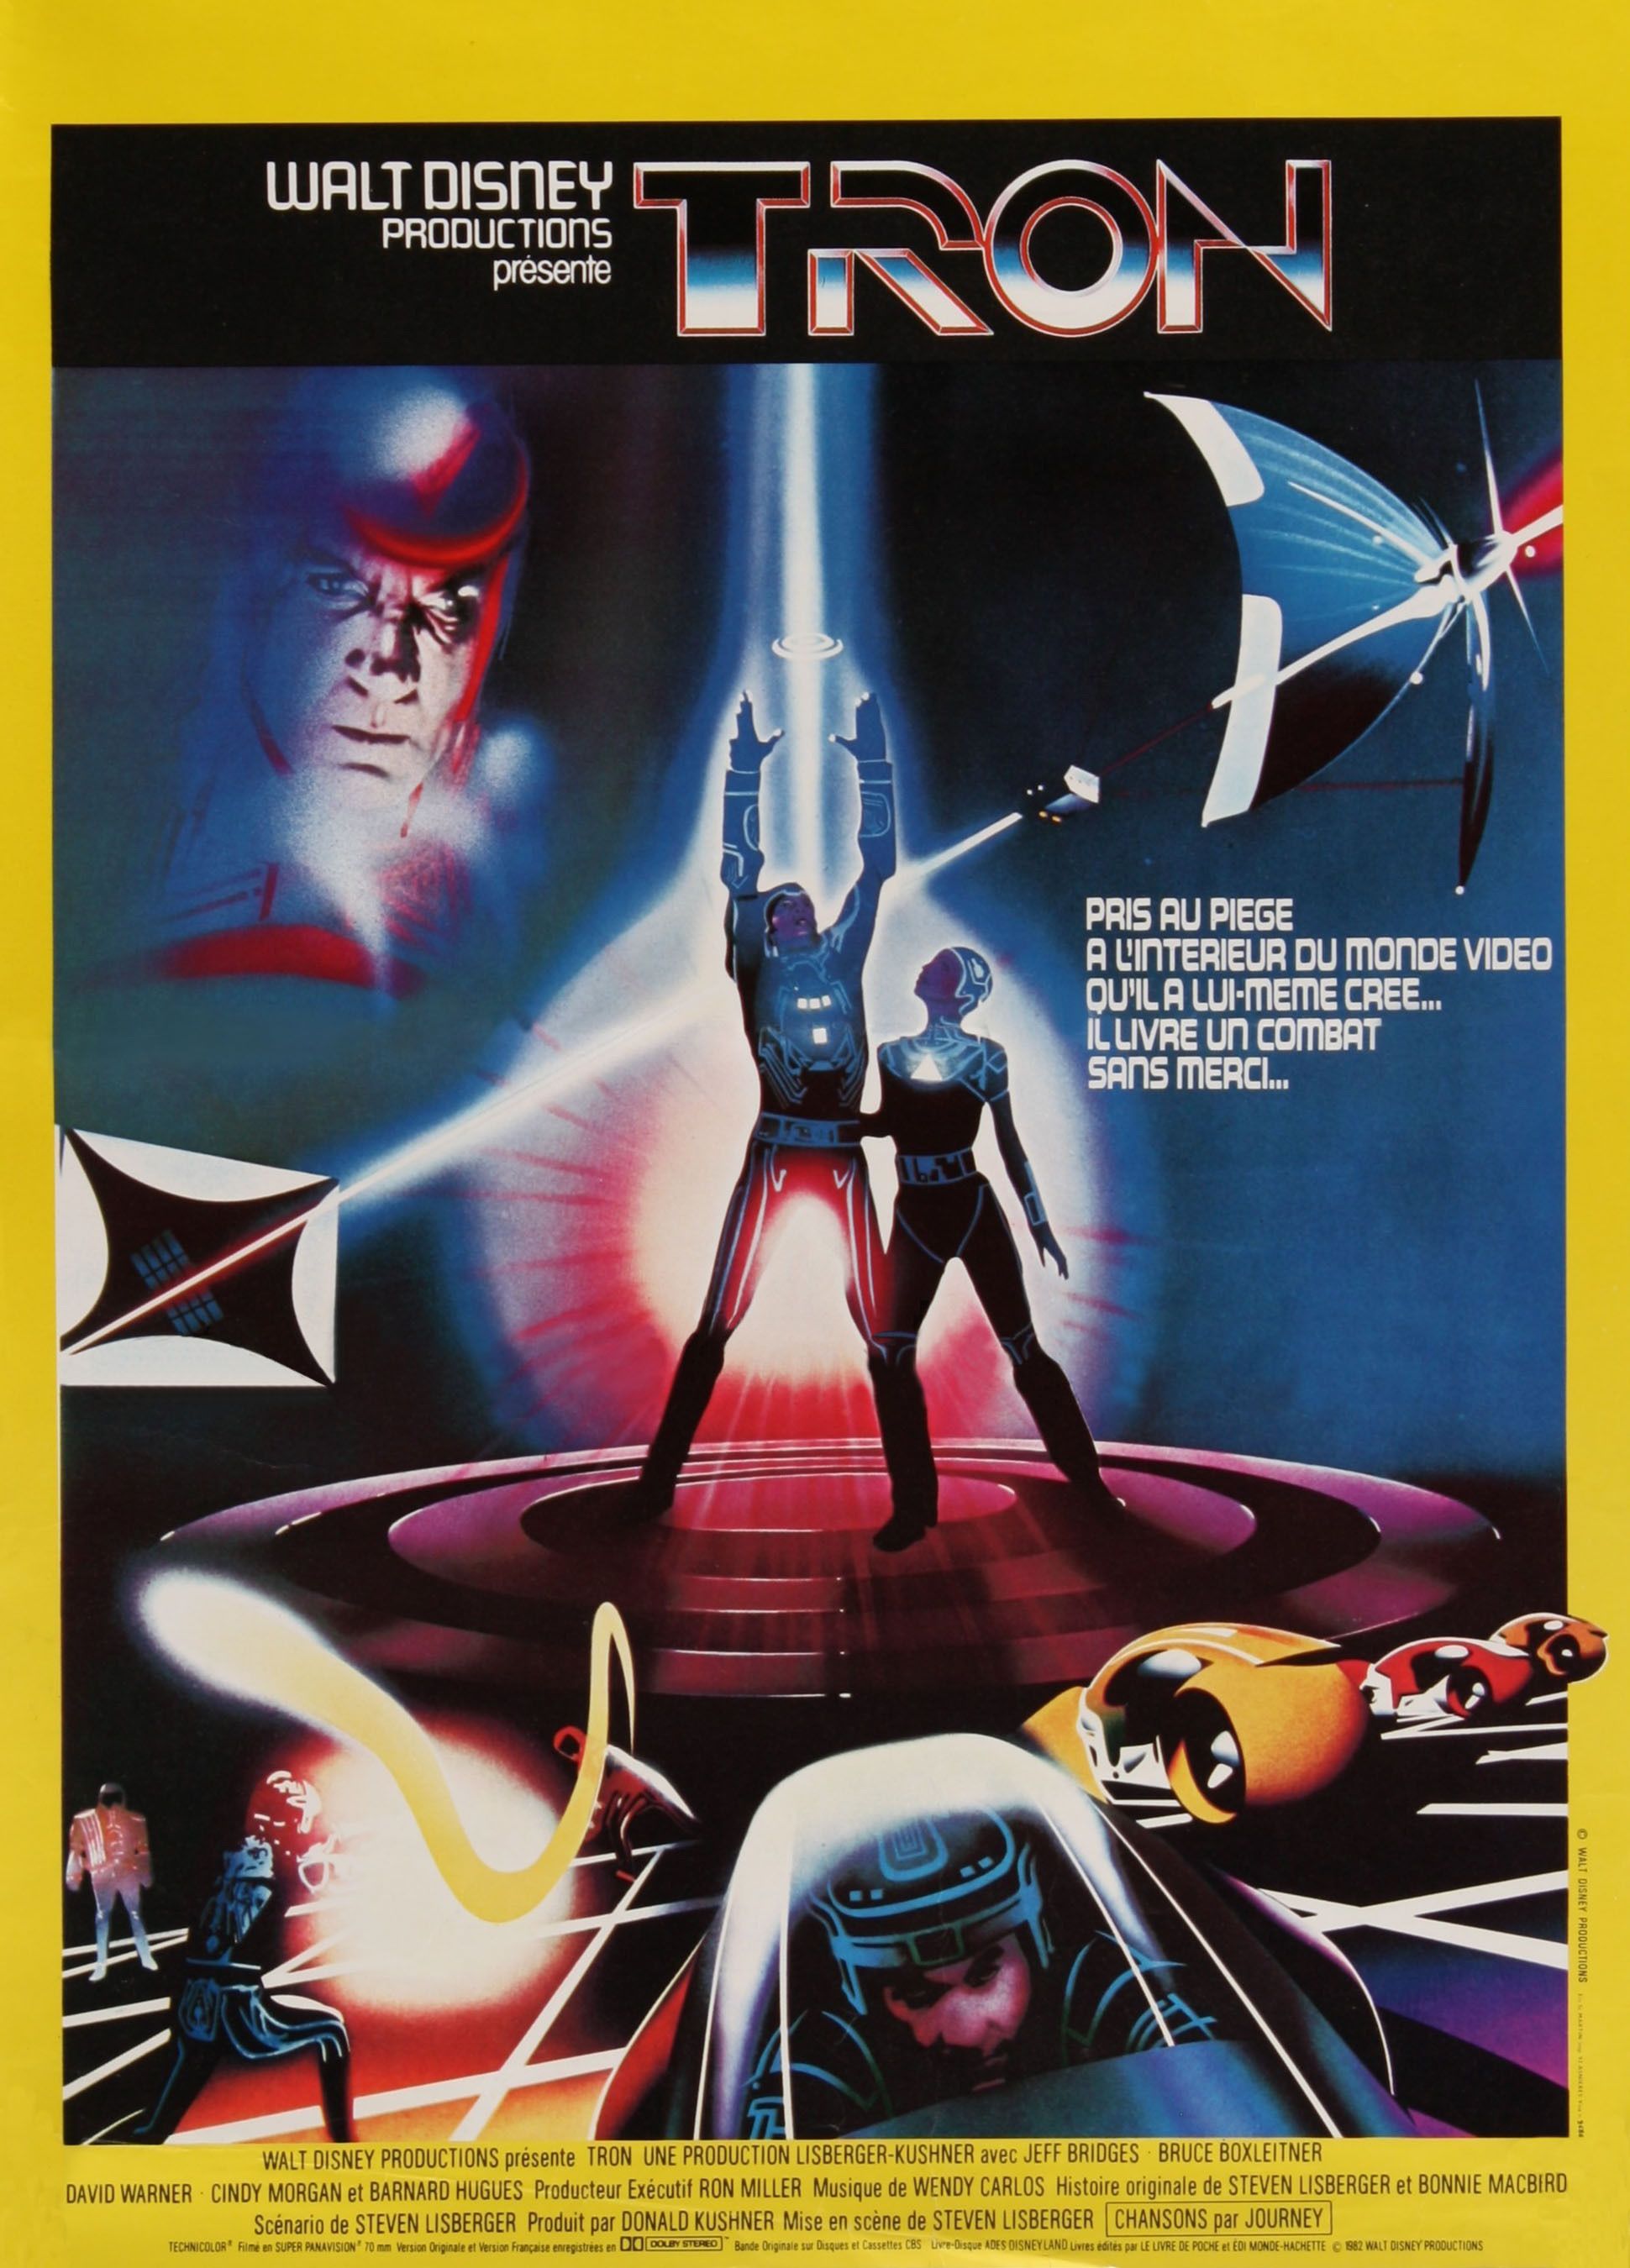 WALT DISNEY
PRODUCTIONS
présente
TRON
PRIS AU PIEGE
A L'INTERIEUR DU MONDE VIDEO
QU'IL A LUI-MEME CREE...
IL LIVRE UN COMBAT
SANS MERCI...
© WALT DISNEY PRODUCTIONS
WALT DISNEY PRODUCTIONS présente TRON UNE PRODUCTION LISBERGER-KUSHNER avec JEFF BRIDGES · BRUCE BOXLEITNER
DAVID WARNER · CINDY MORGAN et BARNARD HUGUES Producteur Exécutif RON MILLER Musique de WENDY CARLOS Histoire originale de STEVEN LISBERGER et BONNIE MACBIRD
Scénario de STEVEN LISBERGER Produit par DONALD KUSHNER Mise en scène de STEVEN LISBERGER CHANSONS par JOURNEY
TECHNICOLOR® Filmé en SUPER PANAVISION® 70 mm Version Originale et Version Française enregistrées en DOLBY STEREO™ Bande Originale sur Disques et Cassettes CBS Livre-Disque ADES DISNEYLAND Livres édités par LE LIVRE DE POCHE et EDI MONDE-HACHETTE © 1982 WALT DISNEY PRODUCTIONS